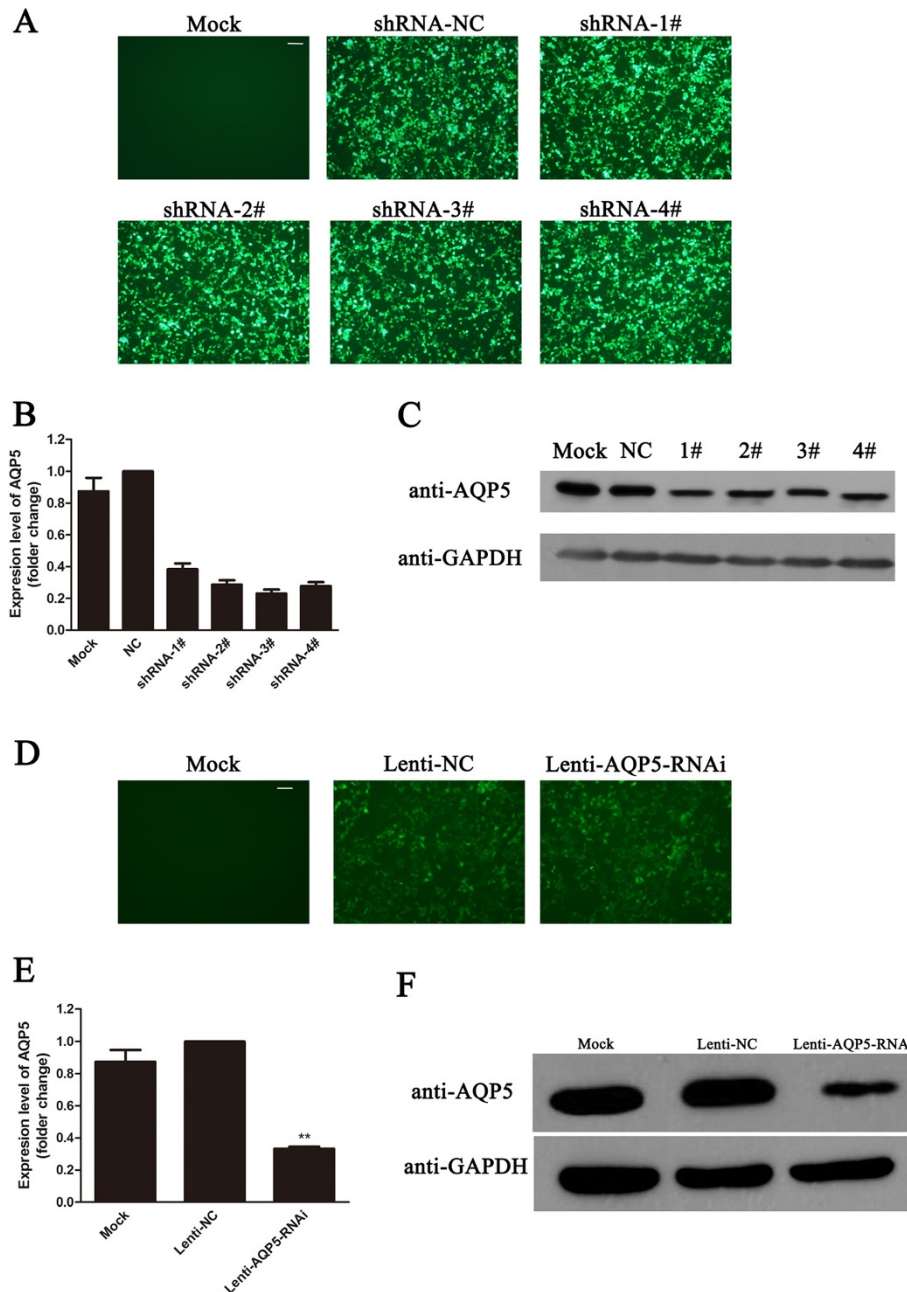 A
Mock
shRNA-NC
shRNA-1#
shRNA-2#
shRNA-3#
shRNA-4#
B
Expresion level of AQP5
(folder change)
1.2
1.0
0.8
0.6
0.4
0.2
0.0
Mock
NC
shRNA-1#
shRNA-2#
shRNA-3#
shRNA-4#
C
Mock NC 1# 2# 3# 4#
anti-AQP5
anti-GAPDH
D
Mock
Lenti-NC
Lenti-AQP5-RNAi
E
Expresion level of AQP5
(folder change)
1.2
1.0
0.8
0.6
0.4
0.2
0.0
**
Mock
Lenti-NC
Lenti-AQP5-RNAi
F
Mock Lenti-NC Lenti-AQP5-RNA
anti-AQP5
anti-GAPDH